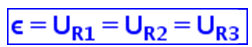 ϵ = U_R1 = U_R2 = U_R3